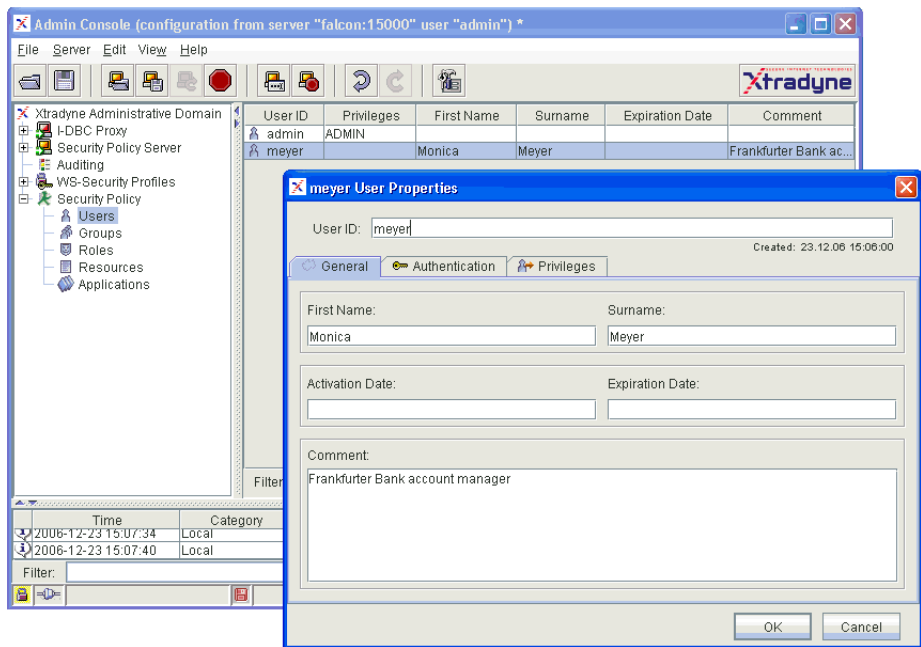 Admin Console (configuration from server "falcon:15000" user "admin") *
File Server Edit View Help
SECURE INTERNET TECHNOLOGIES
Xtradyne
Xtradyne Administrative Domain
I-DBC Proxy
Security Policy Server
Auditing
WS-Security Profiles
Security Policy
Users
Groups
Roles
Resources
Applications
User ID Privileges First Name Surname Expiration Date Comment
admin ADMIN
meyer Monica Meyer Frankfurter Bank ac...
Filter
Time Category
2006-12-23 15:07:34 Local
2006-12-23 15:07:40 Local
Filter:
meyer User Properties
User ID: meyer
Created: 23.12.06 15:06:00
General Authentication Privileges
First Name: Surname:
Monica Meyer
Activation Date: Expiration Date:
Comment:
Frankfurter Bank account manager
OK Cancel